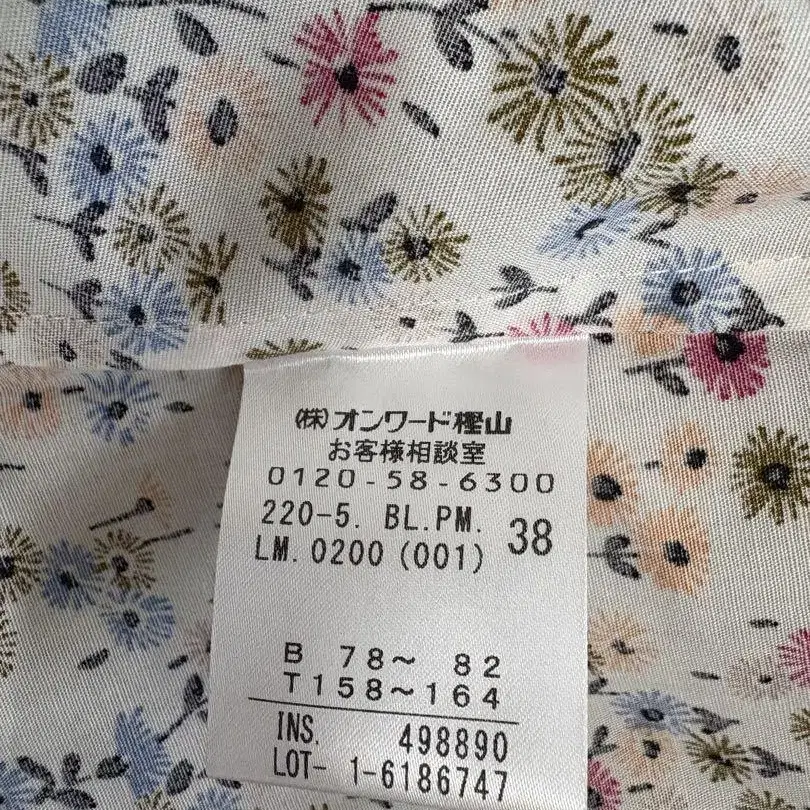 ㈱オンワード樫山
お客様相談室
0120-58-6300
220-5. BL.PM. 38
LM. 0200 (001)
B 78～ 82
T158～164
INS. 498890
LOT- 1-6186747